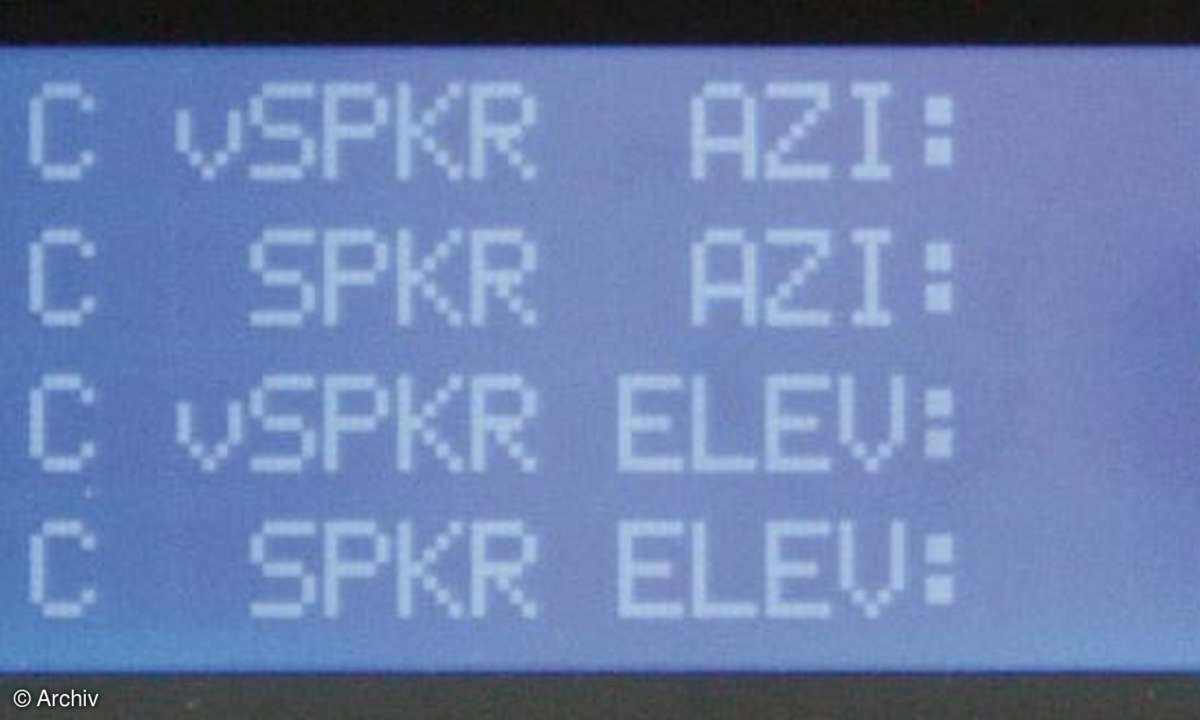 C vSPKR AZI:
C SPKR AZI:
C vSPKR ELEV:
C SPKR ELEV:
© Archiv